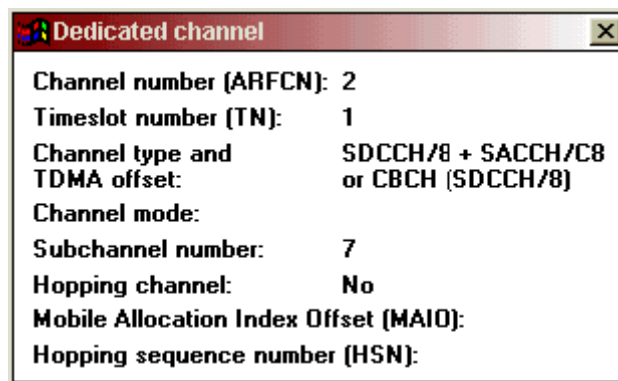 Dedicated channel
Channel number (ARFCN): 2
Timeslot number (TN): 1
Channel type and SDCCH/8 + SACCH/C8
TDMA offset: or CBCH (SDCCH/8)
Channel mode:
Subchannel number: 7
Hopping channel: No
Mobile Allocation Index Offset (MAIO):
Hopping sequence number (HSN):